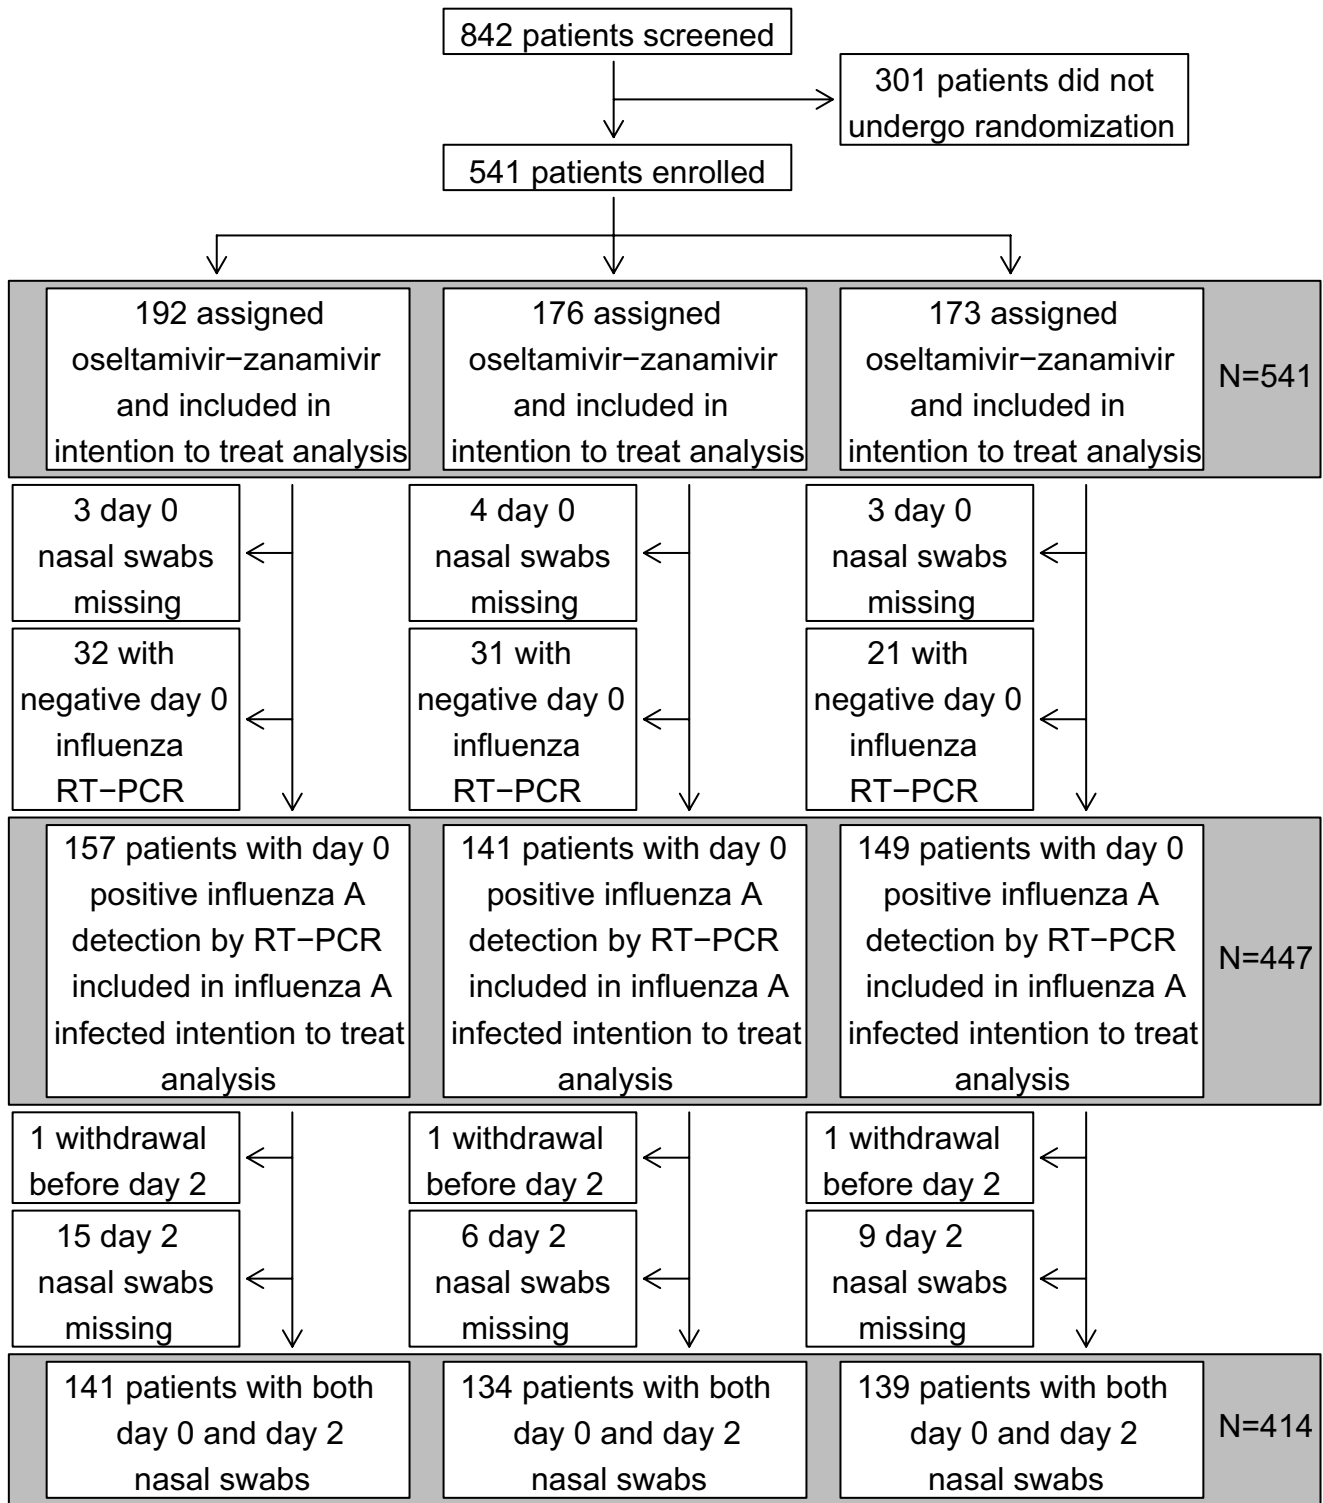 842 patients screened
301 patients did not
undergo randomization
541 patients enrolled
192 assigned
oseltamivir−zanamivir
and included in
intention to treat analysis
176 assigned
oseltamivir−zanamivir
and included in
intention to treat analysis
173 assigned
oseltamivir−zanamivir
and included in
intention to treat analysis
N=541
3 day 0
nasal swabs
missing
4 day 0
nasal swabs
missing
3 day 0
nasal swabs
missing
32 with
negative day 0
influenza
RT−PCR
31 with
negative day 0
influenza
RT−PCR
21 with
negative day 0
influenza
RT−PCR
157 patients with day 0
positive influenza A
detection by RT−PCR
included in influenza A
infected intention to treat
analysis
141 patients with day 0
positive influenza A
detection by RT−PCR
included in influenza A
infected intention to treat
analysis
149 patients with day 0
positive influenza A
detection by RT−PCR
included in influenza A
infected intention to treat
analysis
N=447
1 withdrawal
before day 2
1 withdrawal
before day 2
1 withdrawal
before day 2
15 day 2
nasal swabs
missing
6 day 2
nasal swabs
missing
9 day 2
nasal swabs
missing
141 patients with both
day 0 and day 2
nasal swabs
134 patients with both
day 0 and day 2
nasal swabs
139 patients with both
day 0 and day 2
nasal swabs
N=414